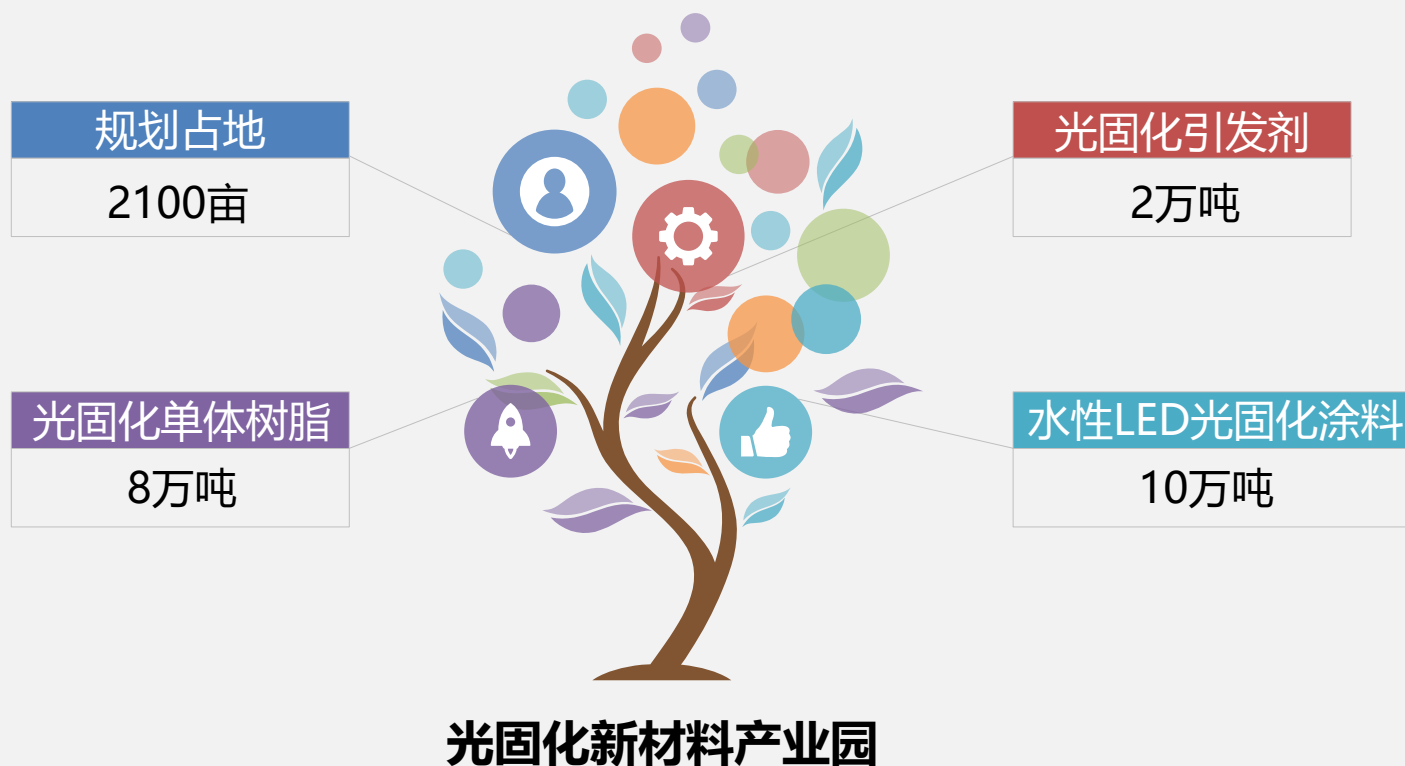 规划占地
2100亩
光固化引发剂
2万吨
光固化单体树脂
8万吨
水性LED光固化涂料
10万吨
光固化新材料产业园